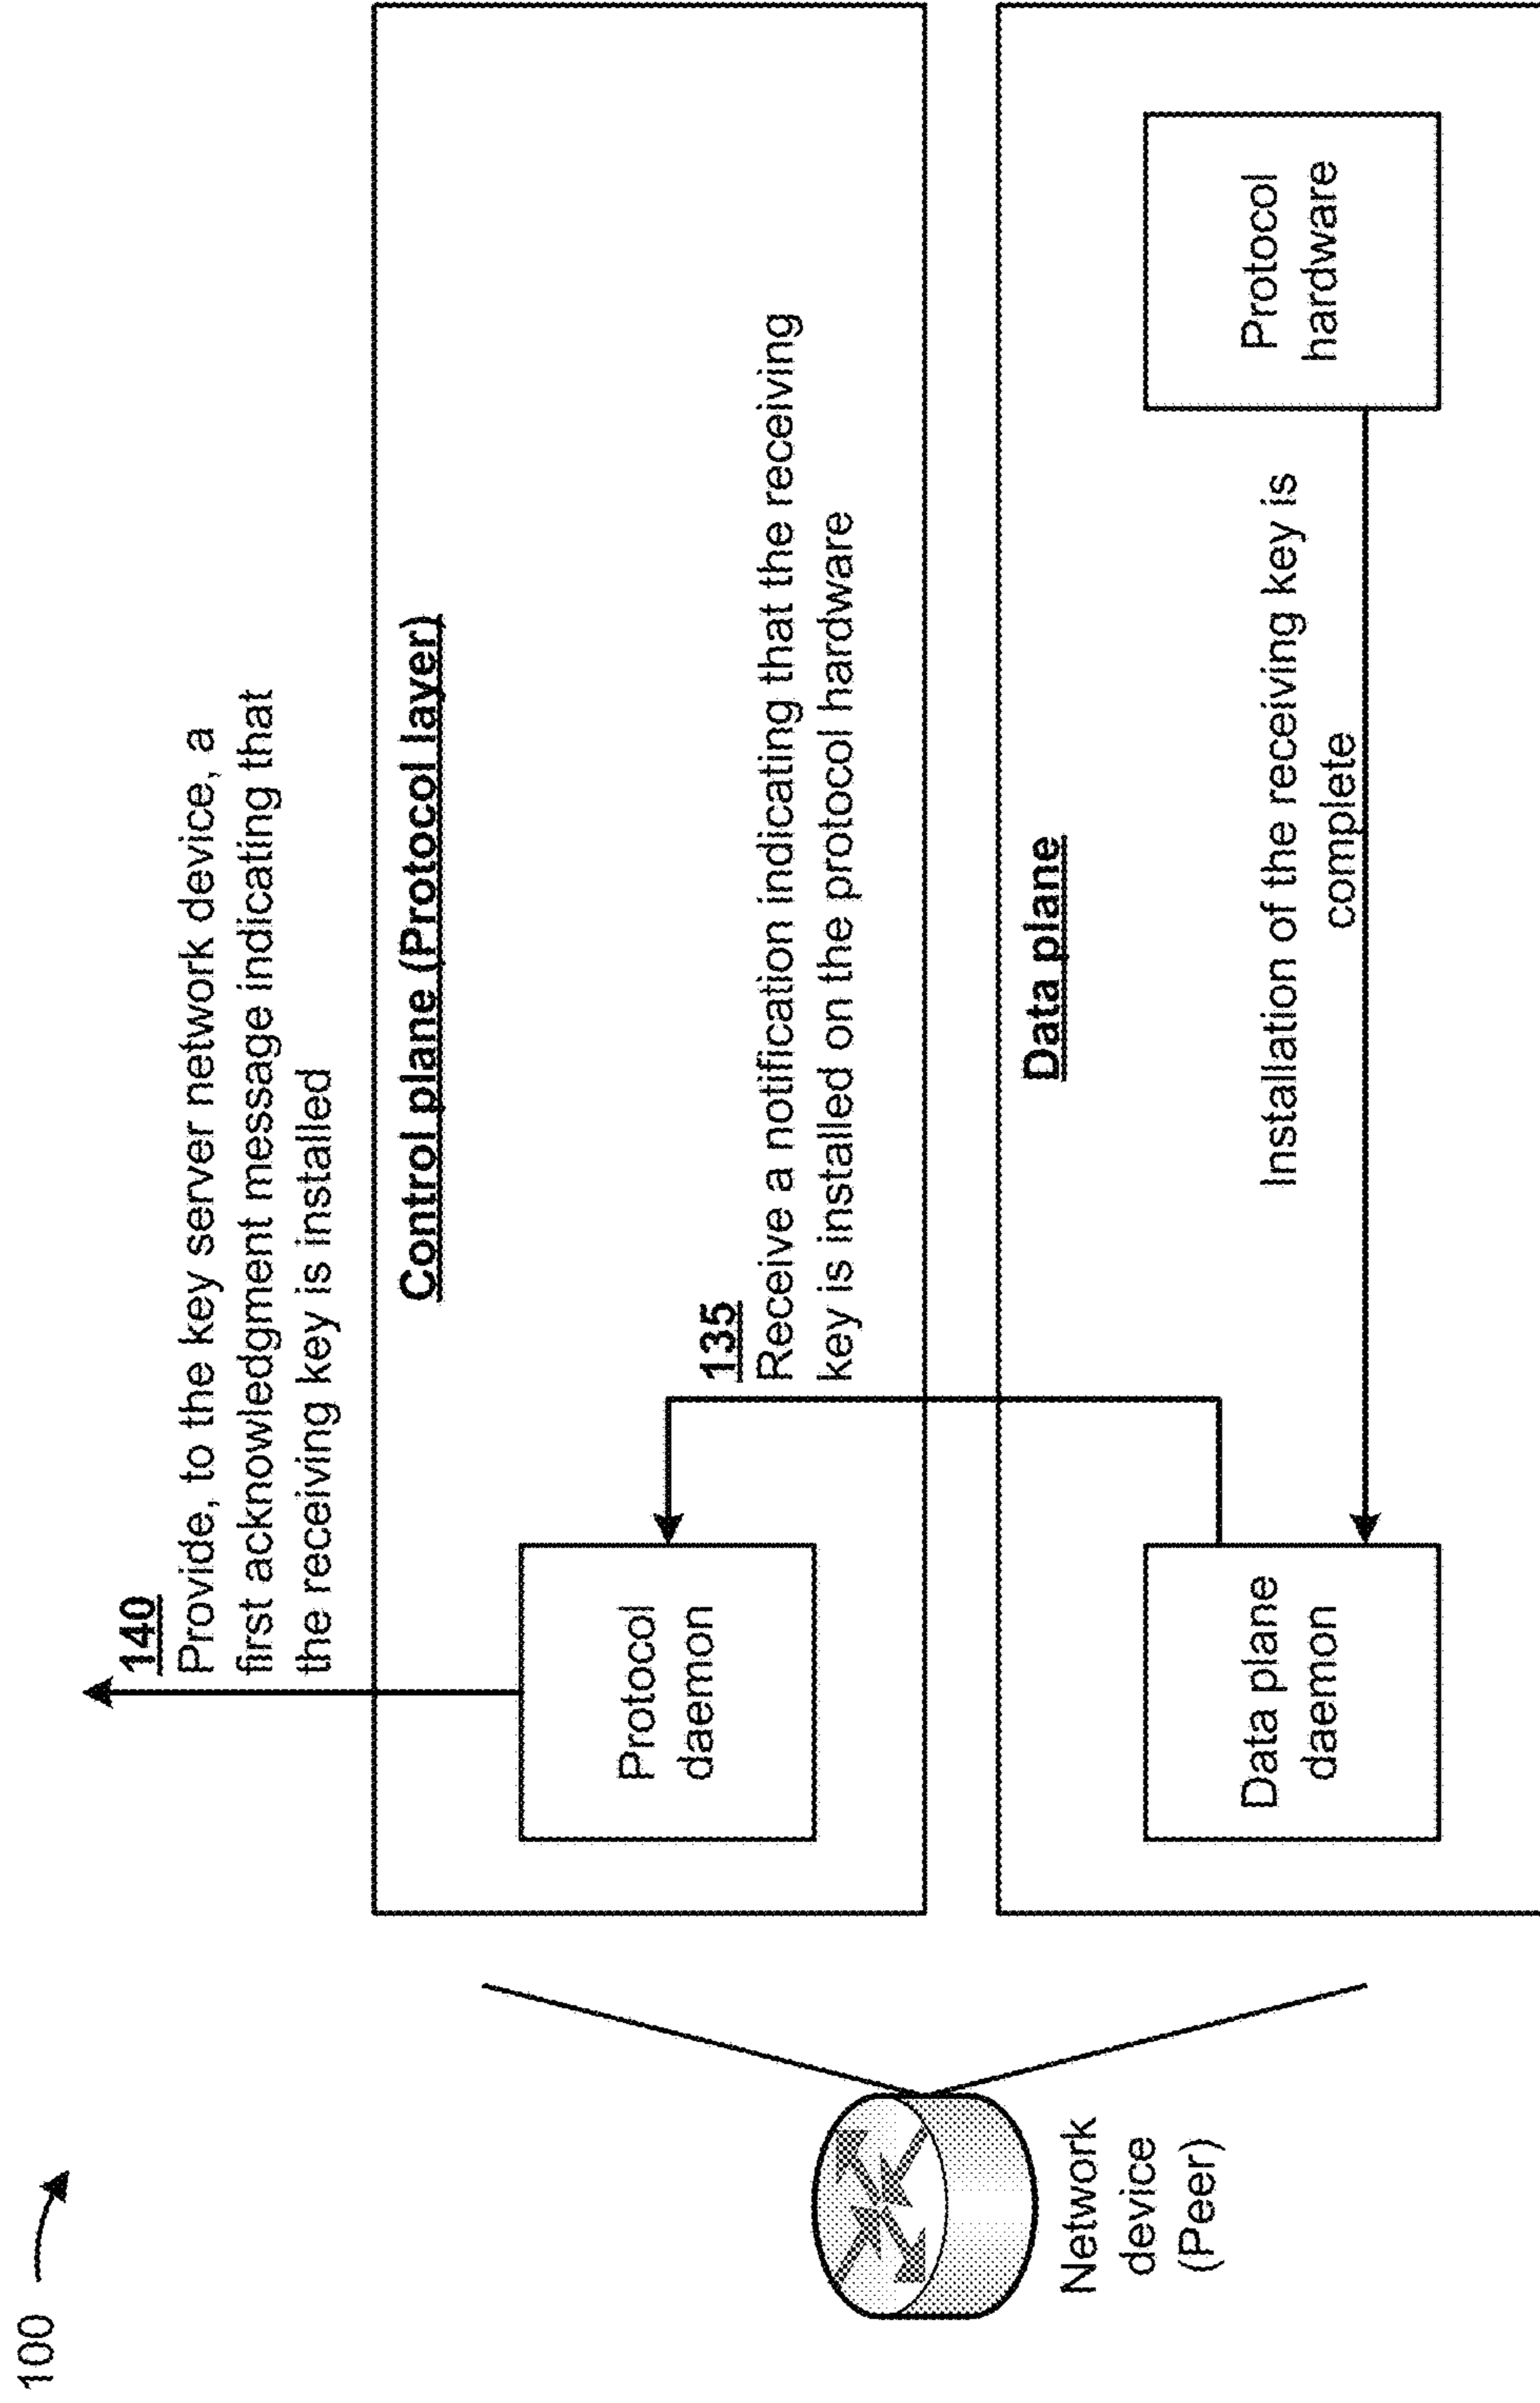 100
140
Provide, to the key server network device, a
first acknowledgment message indicating that
the receiving key is installed
Control plane (Protocol layer)
135
Receive a notification indicating that the receiving
key is installed on the protocol hardware
Protocol
daemon
Network
device
(Peer)
Data plane
Installation of the receiving key is
complete
Data plane
daemon
Protocol
hardware